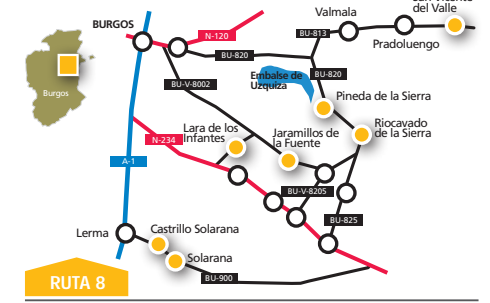 del Valle
Valmala
BURGOS
N-120
BU-813
Pradoluengo
BU-820
BU-820
Embalse de
Uzquiza
BU-V-8002
Burgos
Pineda de la Sierra
Lara de los
Infantes
Jaramillos de
la Fuente
Riocavado
de la Sierra
N-234
A-1
BU-V-8205
BU-825
Lerma
Castrillo Solarana
Solarana
BU-900
RUTA 8